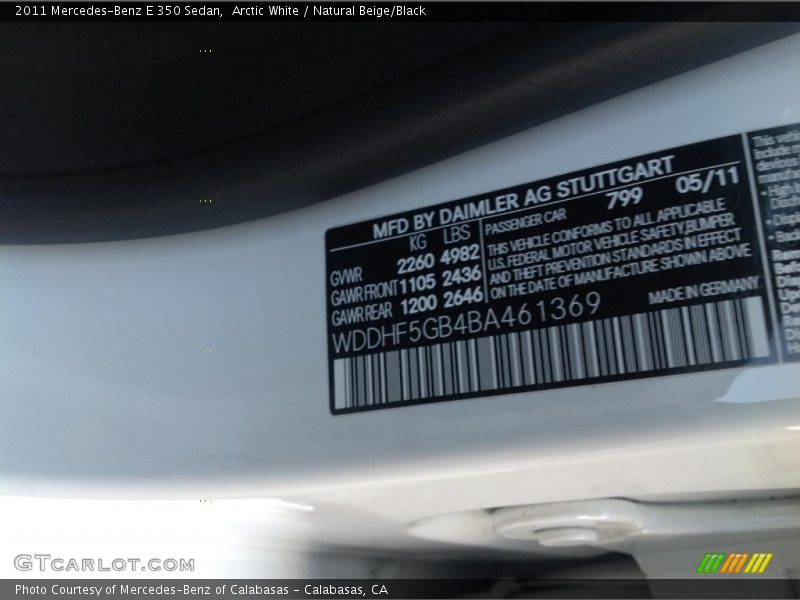 2011 Mercedes-Benz E 350 Sedan, Arctic White / Natural Beige/Black
MFD BY DAIMLER AG STUTTGART
KG LBS
GVWR 2260 4982
GAWR FRONT 1105 2436
GAWR REAR 1200 2646
PASSENGER CAR 799 05/11
THIS VEHICLE CONFORMS TO ALL APPLICABLE
U.S. FEDERAL MOTOR VEHICLE SAFETY, BUMPER,
AND THEFT PREVENTION STANDARDS IN EFFECT
ON THE DATE OF MANUFACTURE SHOWN ABOVE
WDDHF5GB4BA461369
MADE IN GERMANY
This
Include
devices
GTCARLOT.COM
Photo Courtesy of Mercedes-Benz of Calabasas - Calabasas, CA